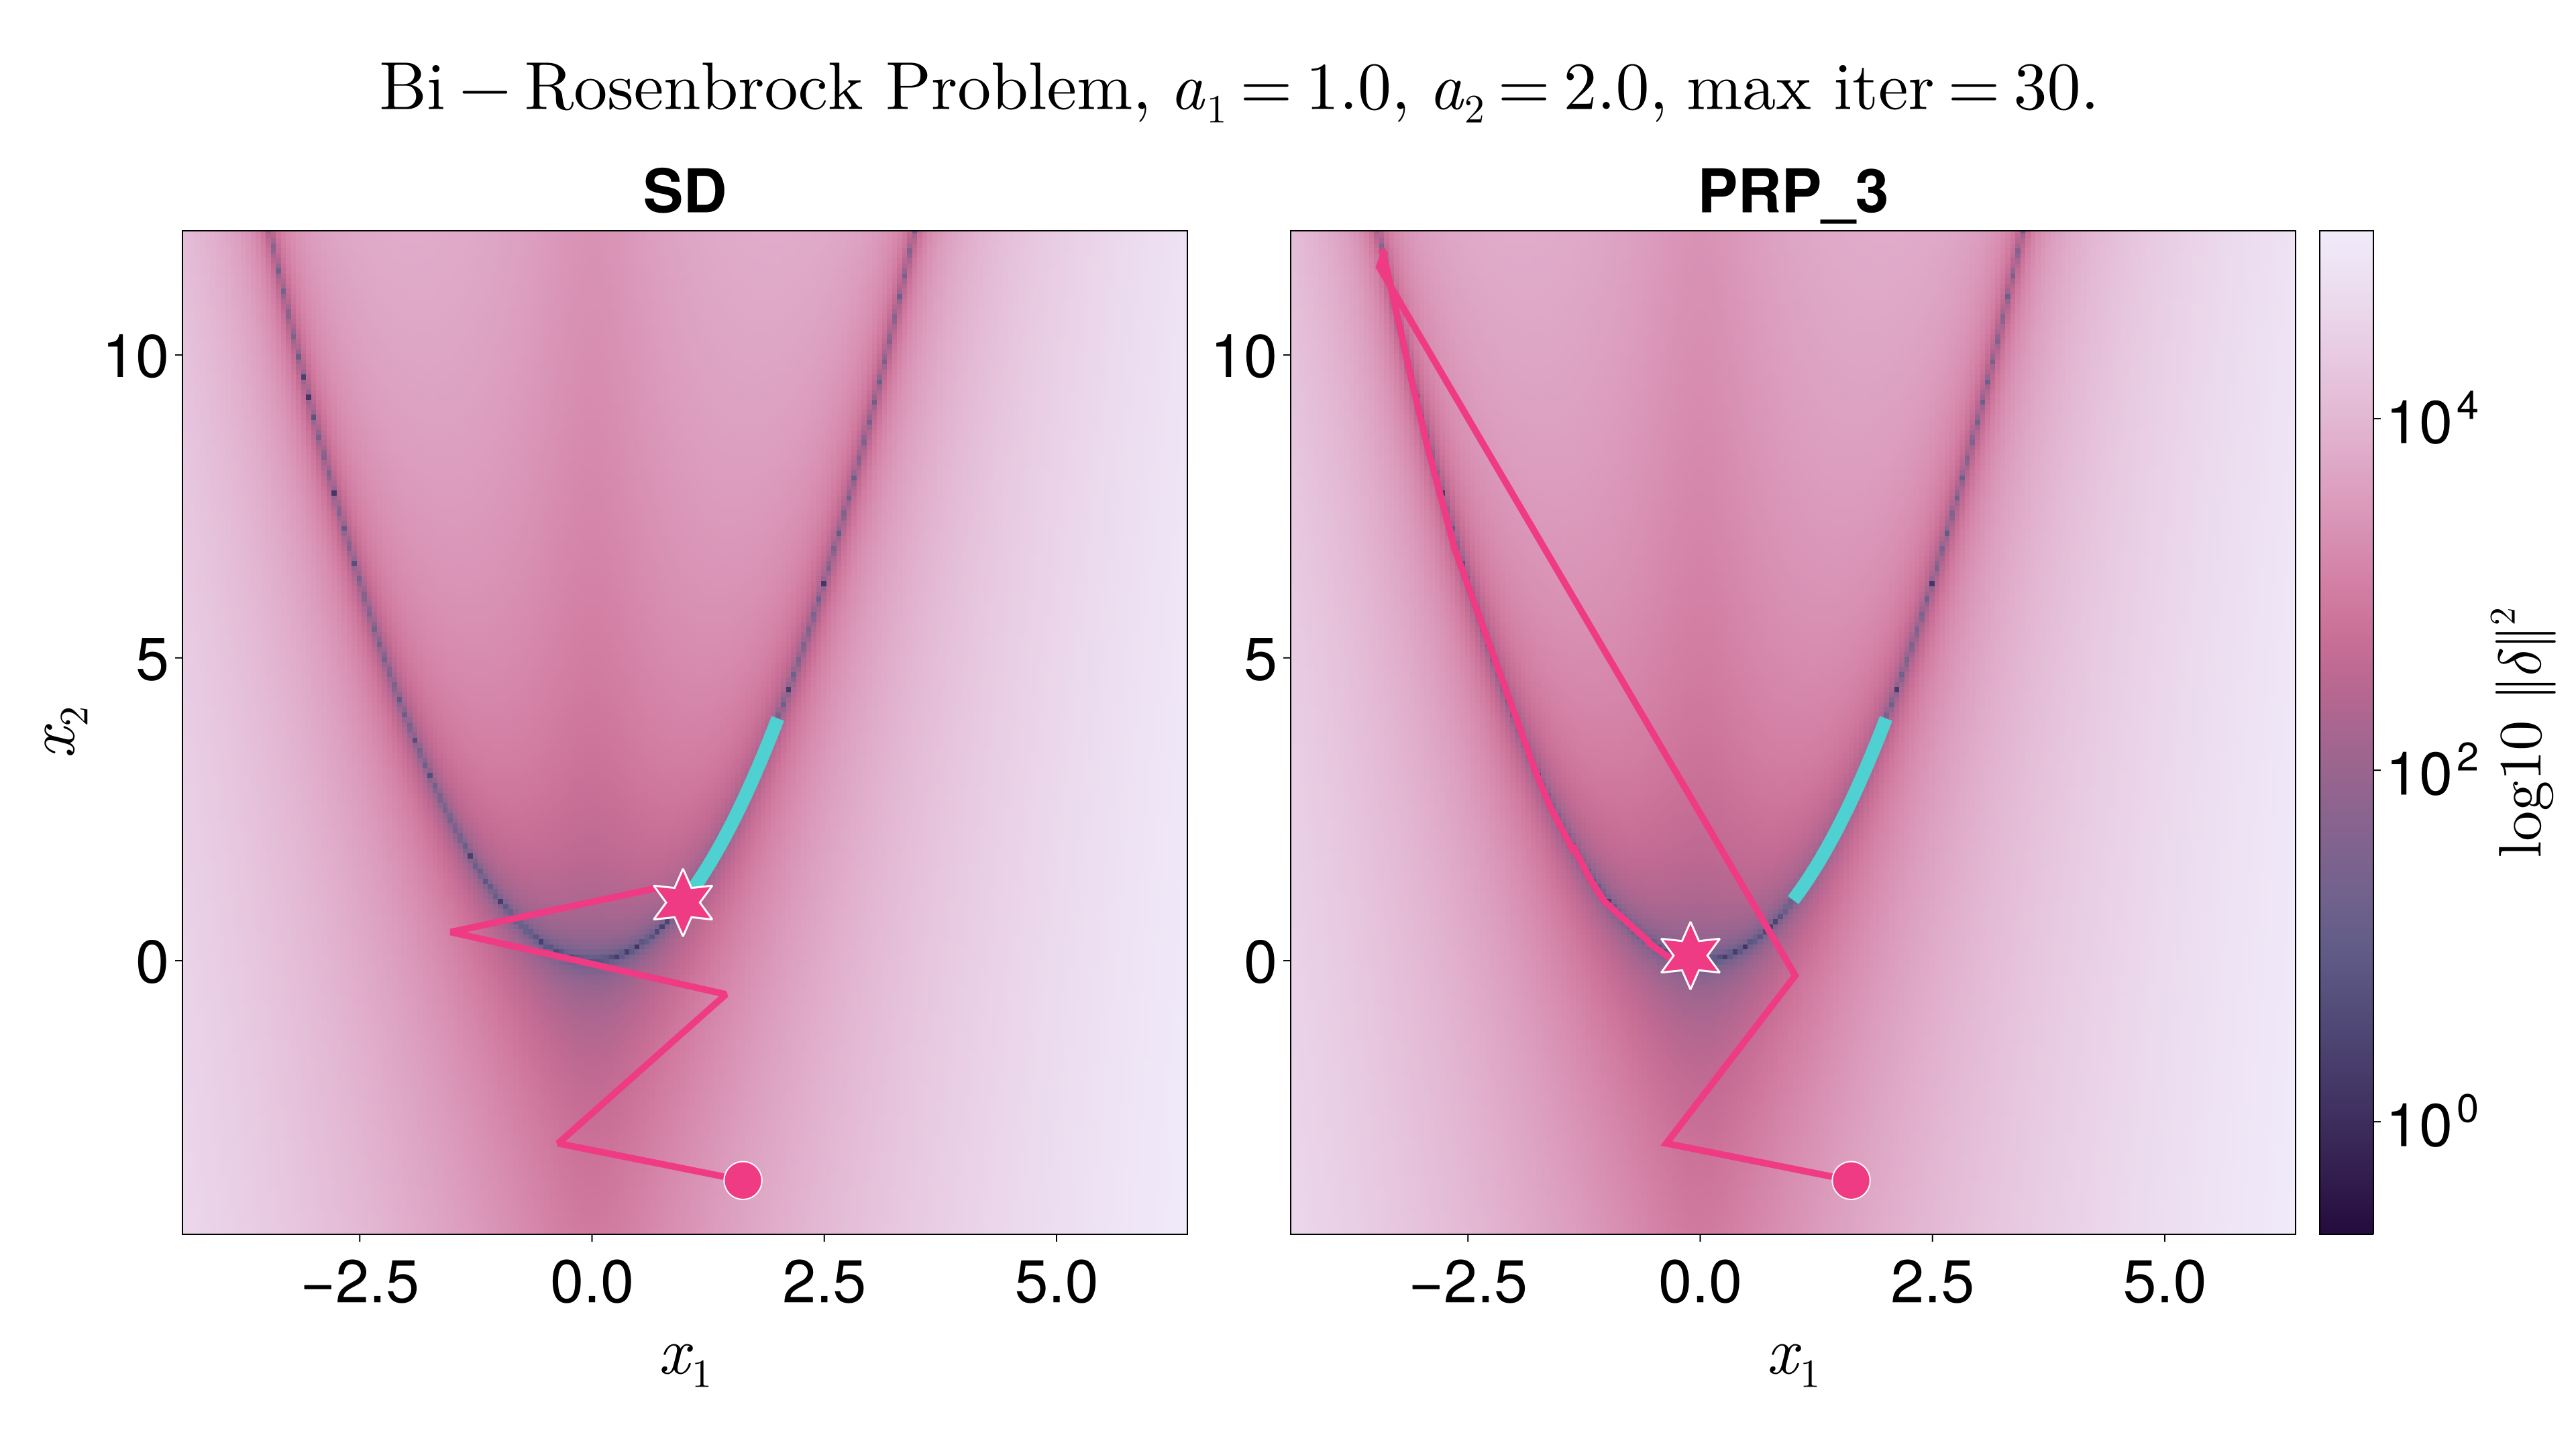 Bi − Rosenbrock Problem, a₁ = 1.0, a₂ = 2.0, max iter = 30.
SD
PRP_3
x₂
10
5
0
−2.5 0.0 2.5 5.0
x₁
10
5
0
−2.5 0.0 2.5 5.0
x₁
10⁴
10²
10⁰
log10 ‖δ‖²